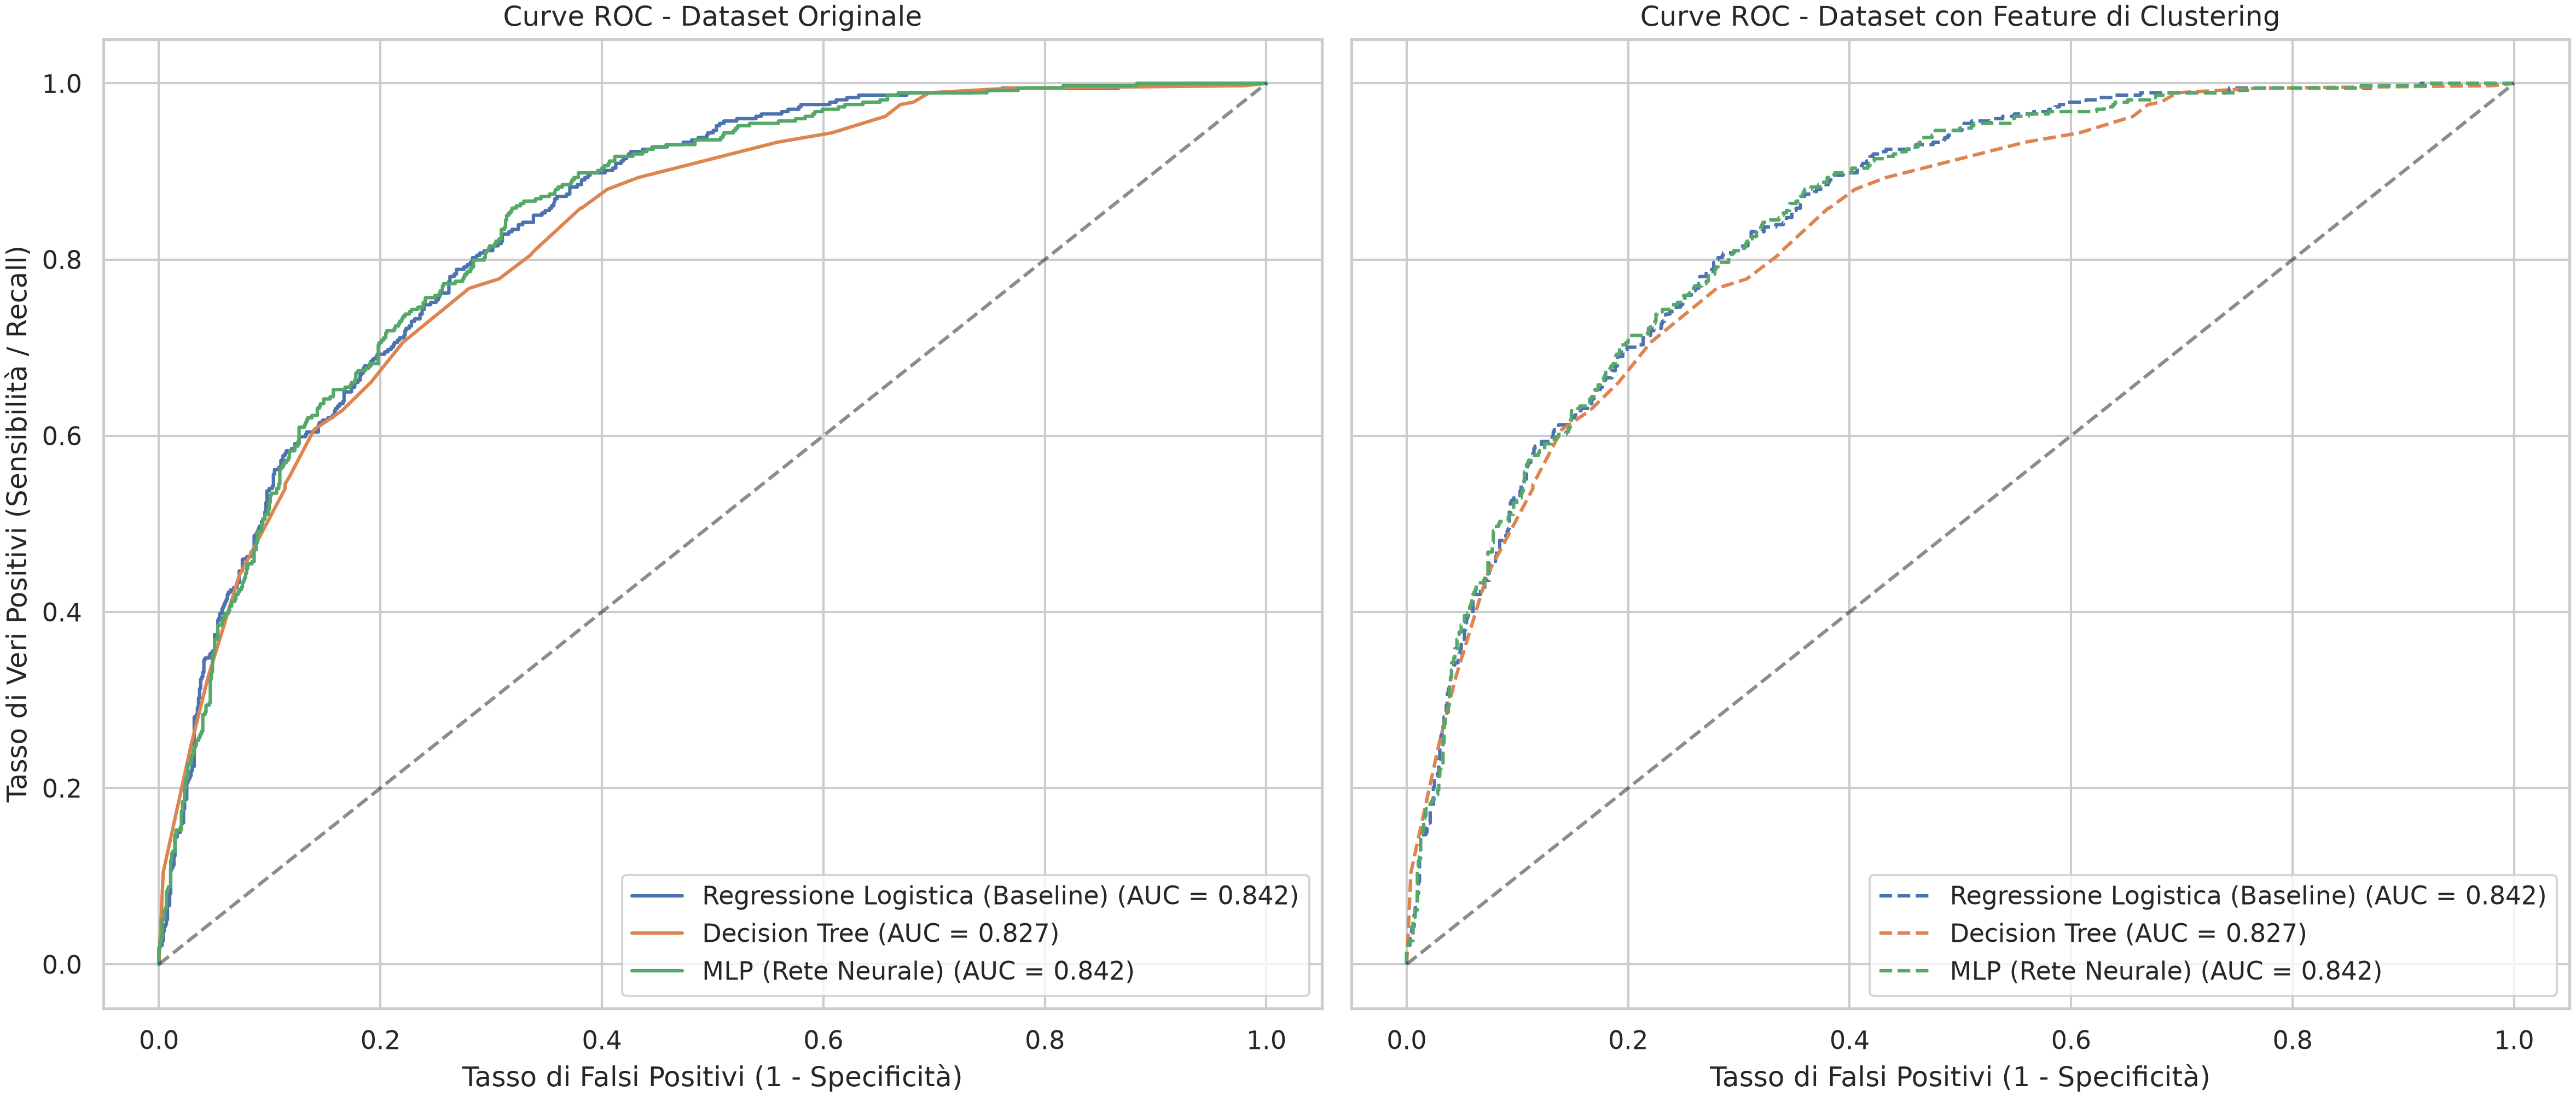 Curve ROC - Dataset Originale
Tasso di Veri Positivi (Sensibilità / Recall)
1.0
0.8
0.6
0.4
0.2
0.0
Regressione Logistica (Baseline) (AUC = 0.842)
Decision Tree (AUC = 0.827)
MLP (Rete Neurale) (AUC = 0.842)
0.0 0.2 0.4 0.6 0.8 1.0
Tasso di Falsi Positivi (1 - Specificità)
Curve ROC - Dataset con Feature di Clustering
Regressione Logistica (Baseline) (AUC = 0.842)
Decision Tree (AUC = 0.827)
MLP (Rete Neurale) (AUC = 0.842)
0.0 0.2 0.4 0.6 0.8 1.0
Tasso di Falsi Positivi (1 - Specificità)